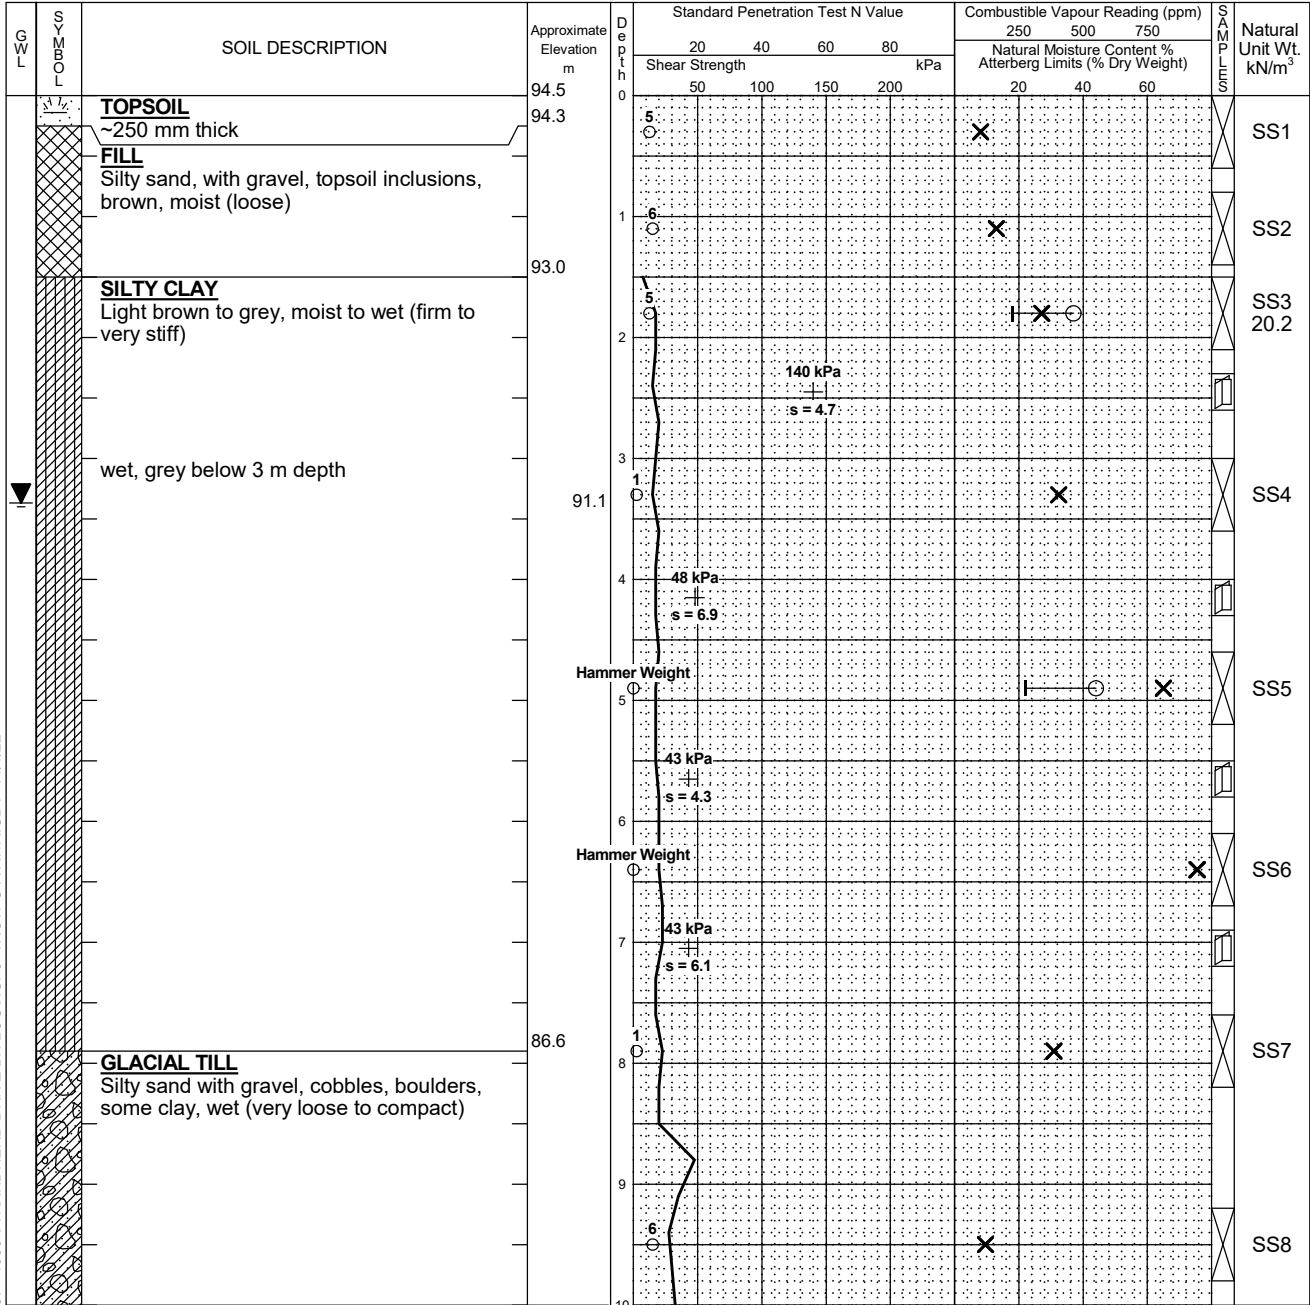 GWL
SYMBOL
SOIL DESCRIPTION
Approximate
Elevation
m
Depth
Standard Penetration Test N Value
20 40 60 80
Shear Strength kPa
50 100 150 200
Combustible Vapour Reading (ppm)
250 500 750
Natural Moisture Content %
Atterberg Limits (% Dry Weight)
20 40 60
SAMPLES
Natural
Unit Wt.
kN/m³
94.5
0
TOPSOIL
94.3
~250 mm thick
5
SS1
FILL
Silty sand, with gravel, topsoil inclusions,
brown, moist (loose)
1
6
SS2
93.0
SILTY CLAY
Light brown to grey, moist to wet (firm to
very stiff)
5
SS3
20.2
2
140 kPa
s = 4.7
3
wet, grey below 3 m depth
91.1
1
SS4
4
48 kPa
s = 6.9
Hammer Weight
SS5
5
43 kPa
s = 4.3
6
Hammer Weight
SS6
7
43 kPa
s = 6.1
86.6
1
SS7
GLACIAL TILL
8
Silty sand with gravel, cobbles, boulders,
some clay, wet (very loose to compact)
9
6
SS8
10